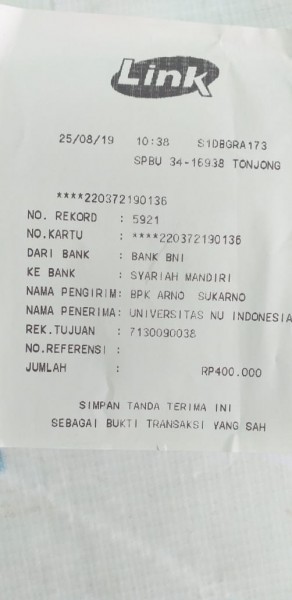 Link
25/08/19 10:38 S1DBGRA173
SPBU 34-16938 TONJONG
****220372190136
NO. REKORD : 5921
NO.KARTU : ****220372190136
DARI BANK : BANK BNI
KE BANK : SYARIAH MANDIRI
NAMA PENGIRIM: BPK ARNO SUKARNO
NAMA PENERIMA: UNIVERSITAS NU INDONESIA
REK.TUJUAN : 7130090038
NO.REFERENSI :
JUMLAH : RP400.000
SIMPAN TANDA TERIMA INI
SEBAGAI BUKTI TRANSAKSI YANG SAH